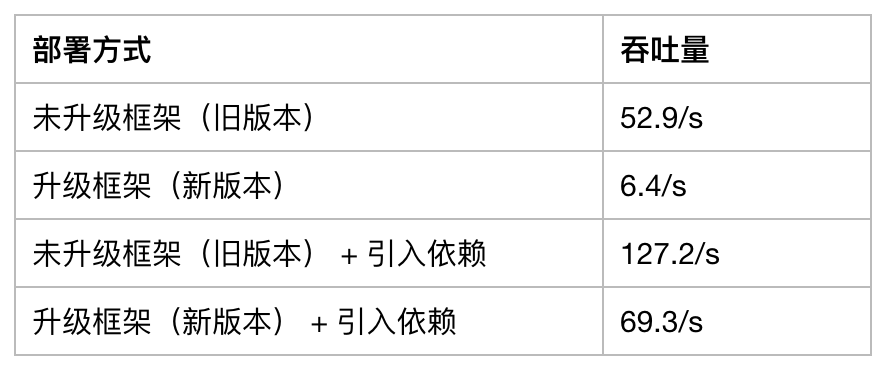 部署方式 吞吐量
未升级框架（旧版本） 52.9/s
升级框架（新版本） 6.4/s
未升级框架（旧版本） + 引入依赖 127.2/s
升级框架（新版本） + 引入依赖 69.3/s